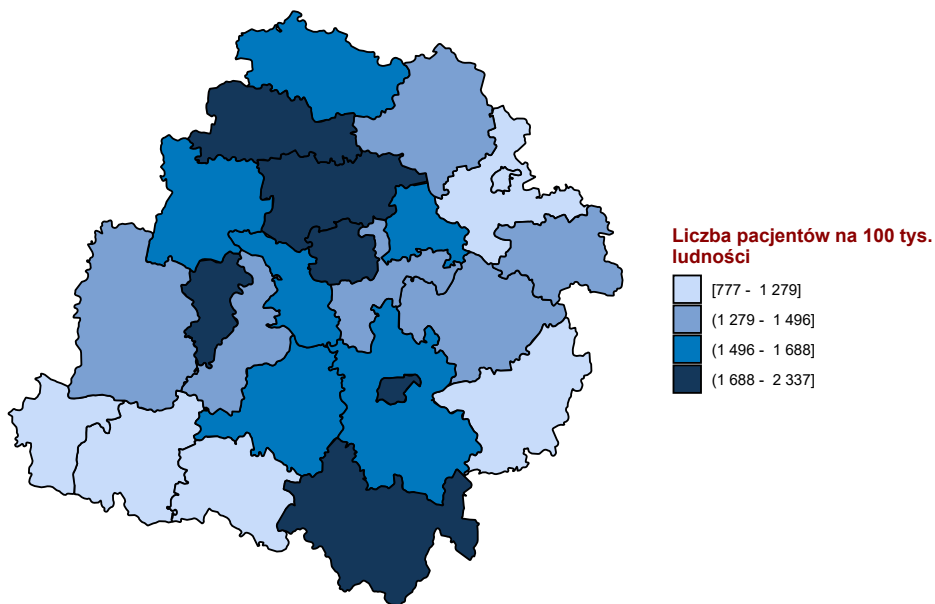 Liczba pacjentów na 100 tys.
ludności
[777 - 1 279]
(1 279 - 1 496]
(1 496 - 1 688]
(1 688 - 2 337]